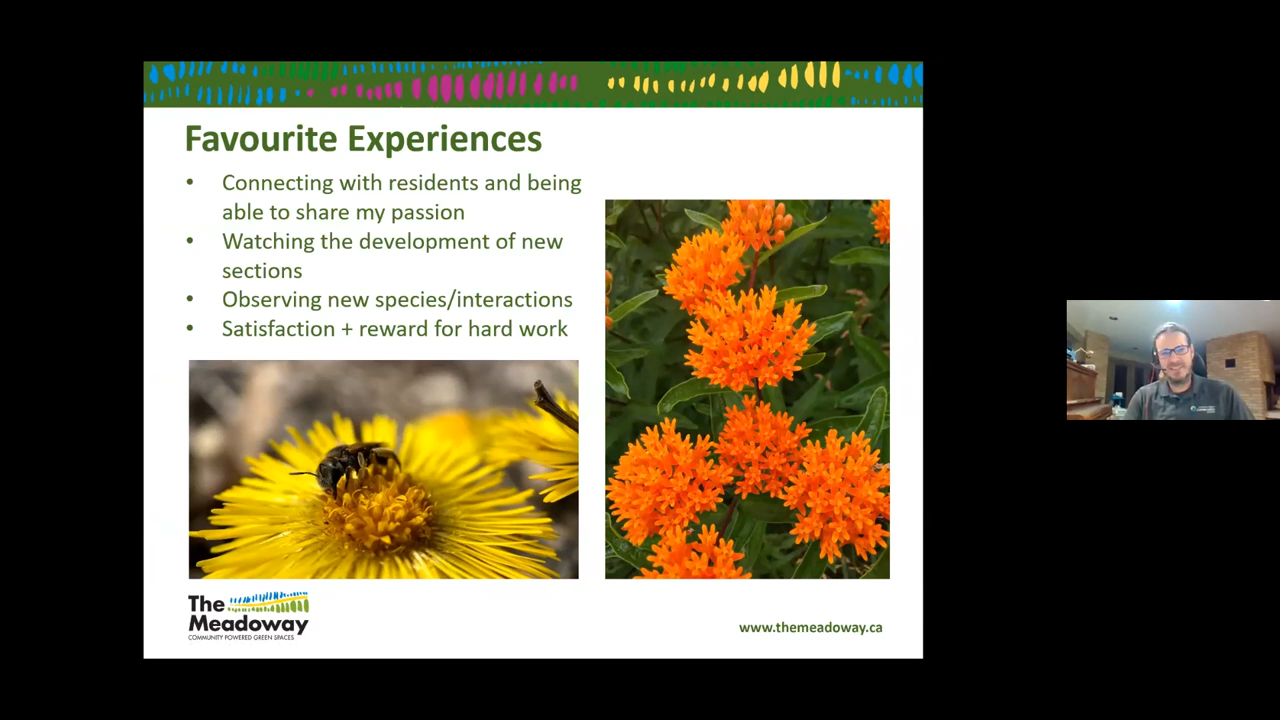 Favourite Experiences
• Connecting with residents and being
able to share my passion
• Watching the development of new
sections
• Observing new species/interactions
• Satisfaction + reward for hard work
The
Meadoway
COMMUNITY POWERED GREEN SPACES
www.themeadoway.ca